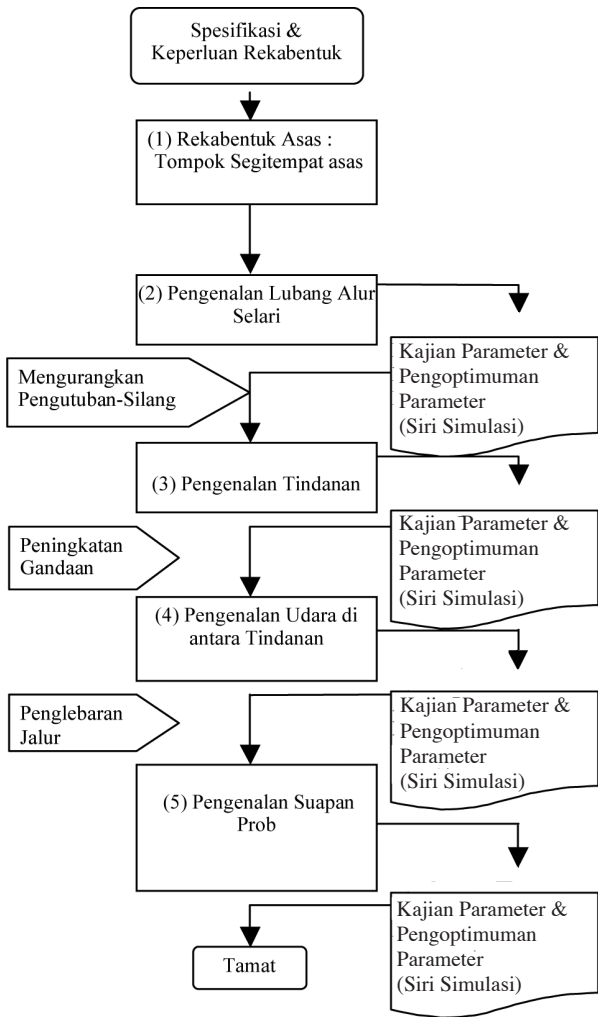 Spesifikasi &
Keperluan Rekabentuk
(1) Rekabentuk Asas :
Tompok Segitempat asas
(2) Pengenalan Lubang Alur
Selari
Kajian Parameter &
Pengoptimuman
Parameter
(Siri Simulasi)
Mengurangkan
Pengutuban-Silang
(3) Pengenalan Tindanan
Kajian Parameter &
Pengoptimuman
Parameter
(Siri Simulasi)
Peningkatan
Gandaan
(4) Pengenalan Udara di
antara Tindanan
Kajian Parameter &
Pengoptimuman
Parameter
(Siri Simulasi)
Penglebaran
Jalur
(5) Pengenalan Suapan
Prob
Kajian Parameter &
Pengoptimuman
Parameter
(Siri Simulasi)
Tamat